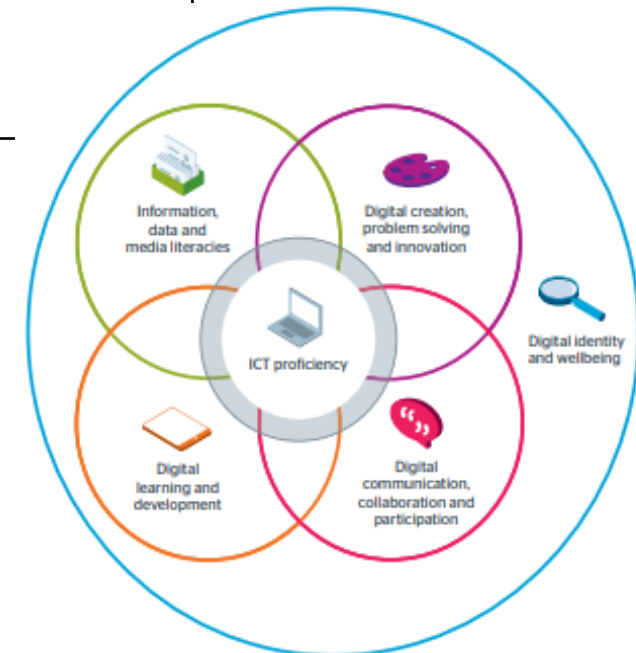 Information,
data and
media literacies
Digital creation,
problem solving
and innovation
Digital identity
and wellbeing
ICT proficiency
Digital
learning and
development
Digital
communication,
collaboration and
participation